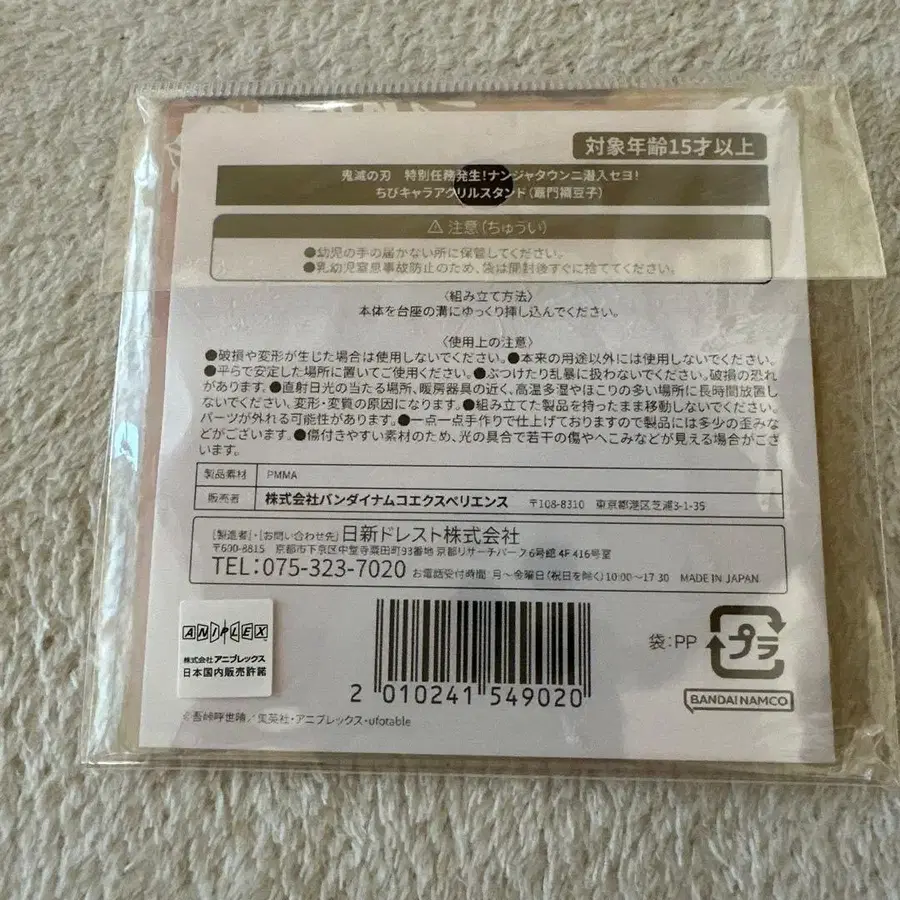 対象年齢15才以上
鬼滅の刃 特別任務発生!ナンジャタウンニ潜入セヨ!
ちびキャラアクリルスタンド(竈門禰豆子)
⚠注意(ちゅうい)
●幼児の手の届かない所に保管してください。
●乳幼児窒息事故防止のため、袋は開封後すぐに捨ててください。
〈組み立て方法〉
本体を台座の溝にゆっくり挿し込んでください。
〈使用上の注意〉
●破損や変形が生じた場合は使用しないでください。●本来の用途以外には使用しないでください。
●平らで安定した場所に置いてご使用ください。●ぶつけたり乱暴に扱わないでください。破損の恐れ
があります。●直射日光の当たる場所、暖房器具の近く、高温多湿やほこりの多い場所に長時間放置し
ないでください。変形・変質の原因になります。●組み立てた製品を持ったまま移動しないでください。
パーツが外れる可能性があります。●一点一点手作りで仕上げておりますので製品には多少の歪みな
どがございます。●傷付きやすい素材のため、光の具合で若干の傷やへこみなどが見える場合がござ
います。
製品素材 PMMA
販売者 株式会社バンダイナムコエクスペリエンス 〒108-8310 東京都港区芝浦3-1-35
[製造者]・[お問い合わせ先]日新ドレスト株式会社
〒600-8815 京都市下京区中堂寺粟田町93番地 京都リサーチパーク6号館 4F 416号室
TEL:075-323-7020 お電話受付時間:月〜金曜日(祝日を除く)10:00〜17:30 MADE IN JAPAN
ANIPLEX
株式会社アニプレックス
日本国内販売許諾
2 010241 549020
袋:PP
プラ
BANDAI NAMCO
©吾峠呼世晴/集英社・アニプレックス・ufotable